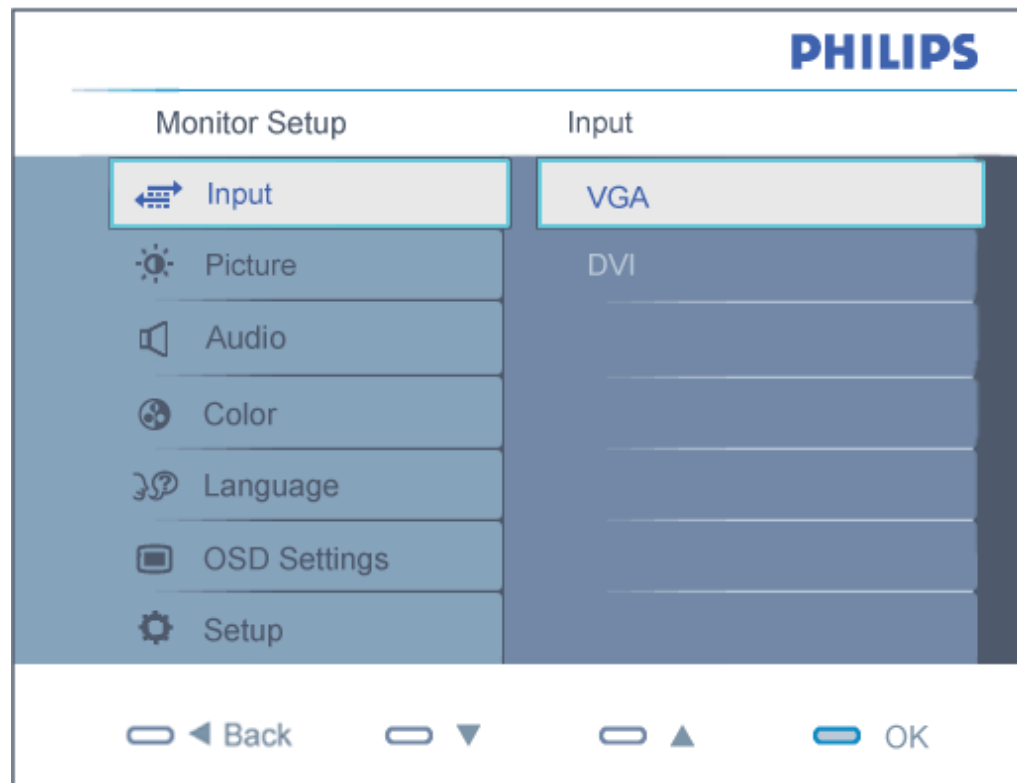 PHILIPS
Monitor Setup
Input
Input
VGA
Picture
DVI
Audio
Color
Language
OSD Settings
Setup
Back
OK